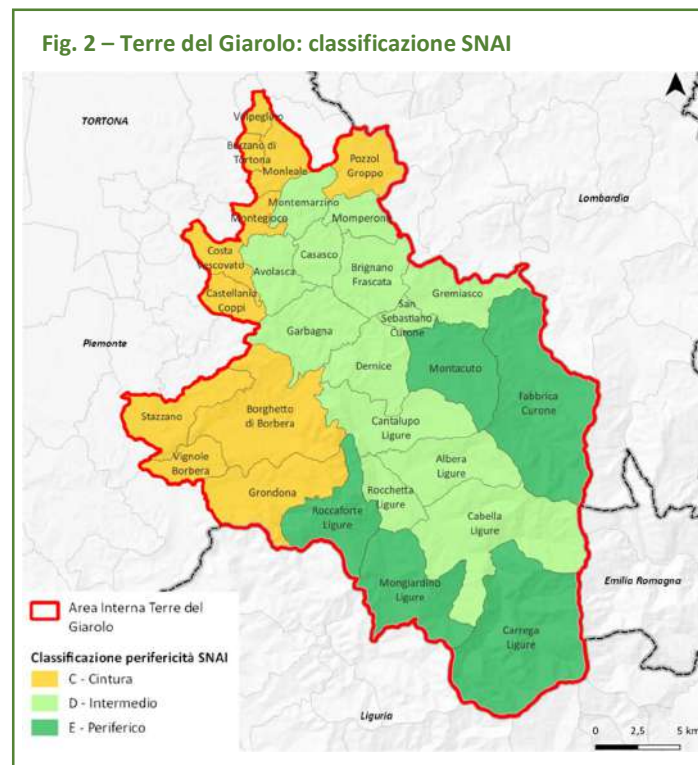 Fig. 2 – Terre del Giarolo: classificazione SNAI
TORTONA
Volpeglino
Berzano di
Tortona
Monleale
Pozzol
Groppo
Lombardia
Montemarzino
Montegioco
Momperone
Costa
Vescovato
Casasco
Avolasca
Brignano
Frascata
Castellania
Coppi
Gremiasco
San
Sebastiano
Curone
Garbagna
Piemonte
Dernice
Montacuto
Fabbrica
Curone
Stazzano
Borghetto
di Borbera
Cantalupo
Ligure
Vignole
Borbera
Albera
Ligure
Grondona
Rocchetta
Ligure
Roccaforte
Ligure
Cabella
Ligure
Mongiardino
Ligure
Emilia Romagna
Carrega
Ligure
Area Interna Terre del
Giarolo
Classificazione perifericità SNAI
C - Cintura
D - Intermedio
E - Periferico
Liguria
0 2,5 5 km